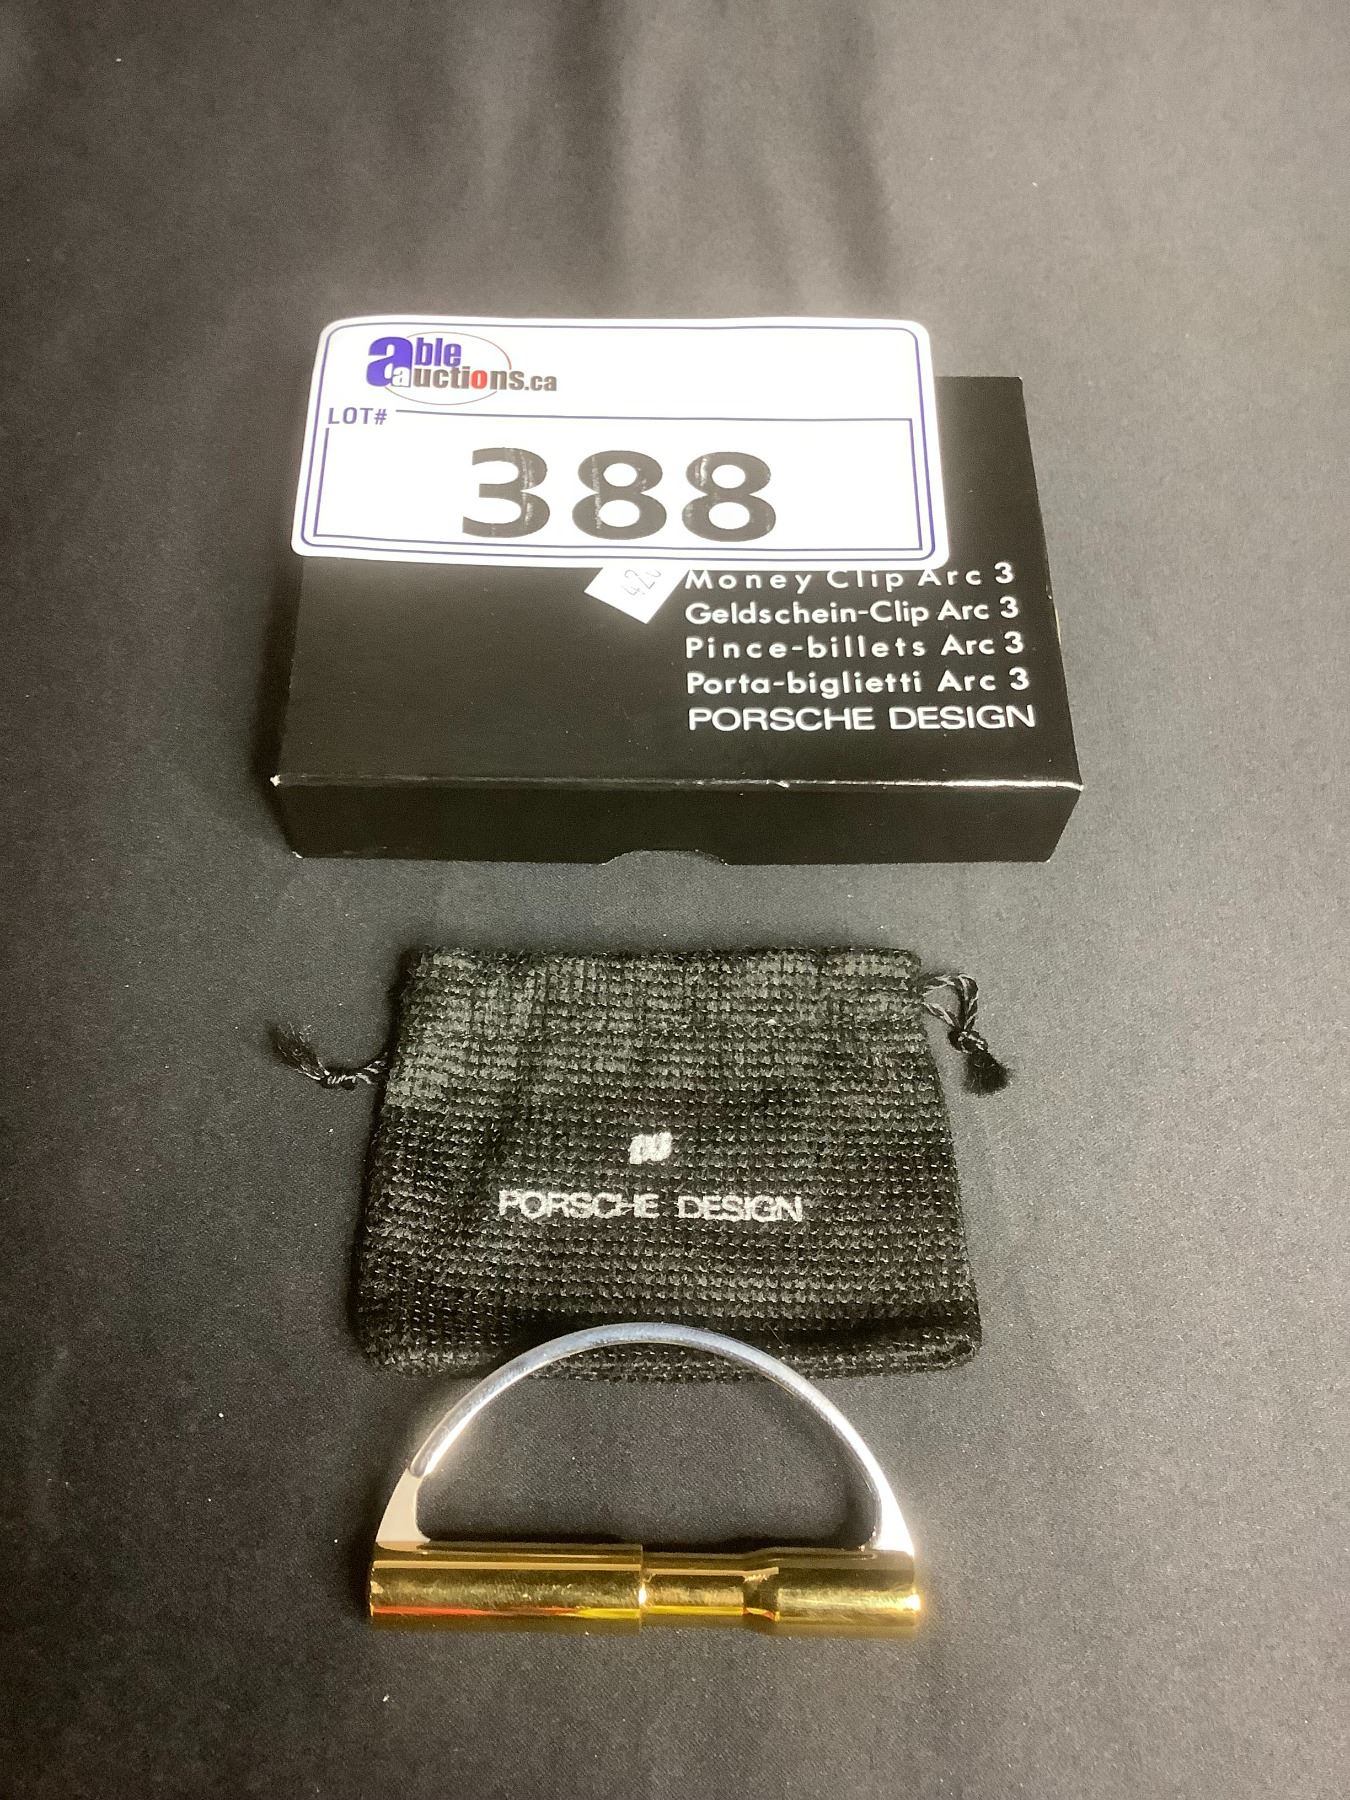 able
auctions.ca
LOT#
388
Money Clip Arc 3
Geldschein-Clip Arc 3
Pince-billets Arc 3
Porta-biglietti Arc 3
PORSCHE DESIGN
PORSCHE DESIGN